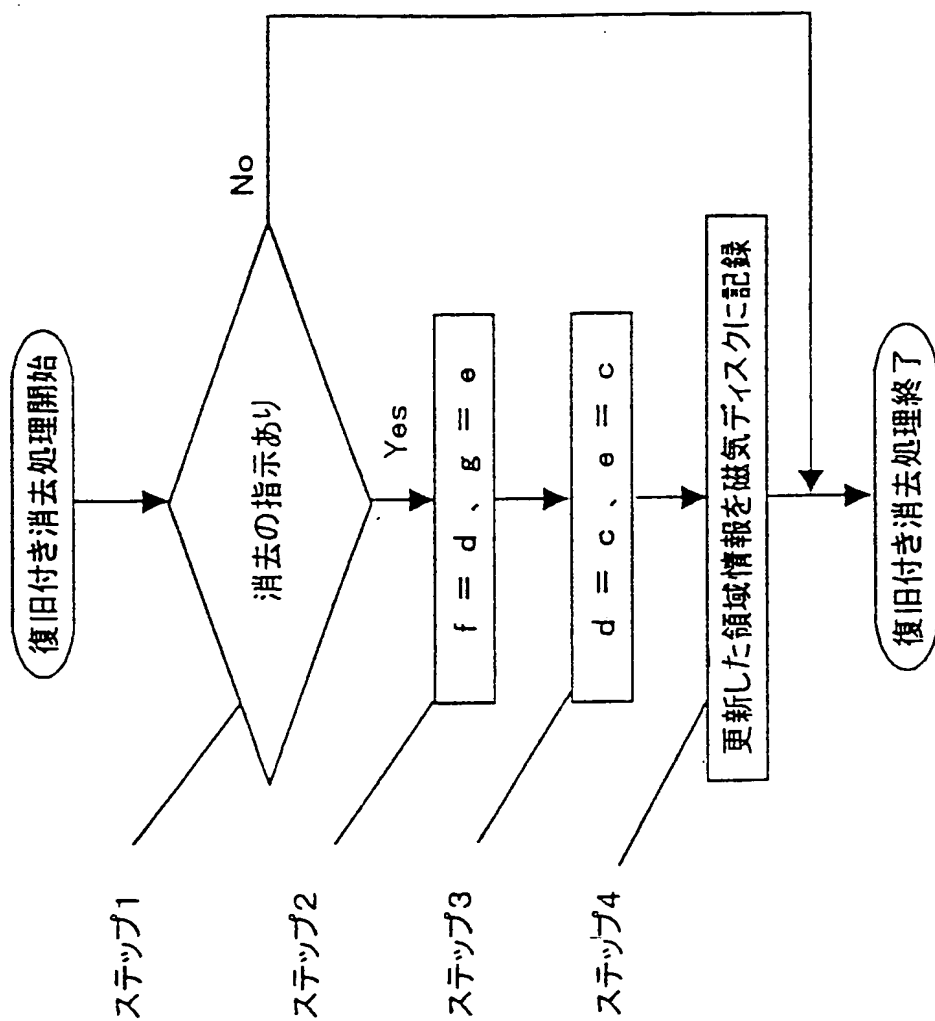 復旧付き消去処理開始
ステップ1
消去の指示あり
No
Yes
ステップ2
f = d 、 g = e
ステップ3
d = c 、 e = c
ステップ4
更新した領域情報を磁気ディスクに記録
復旧付き消去処理終了